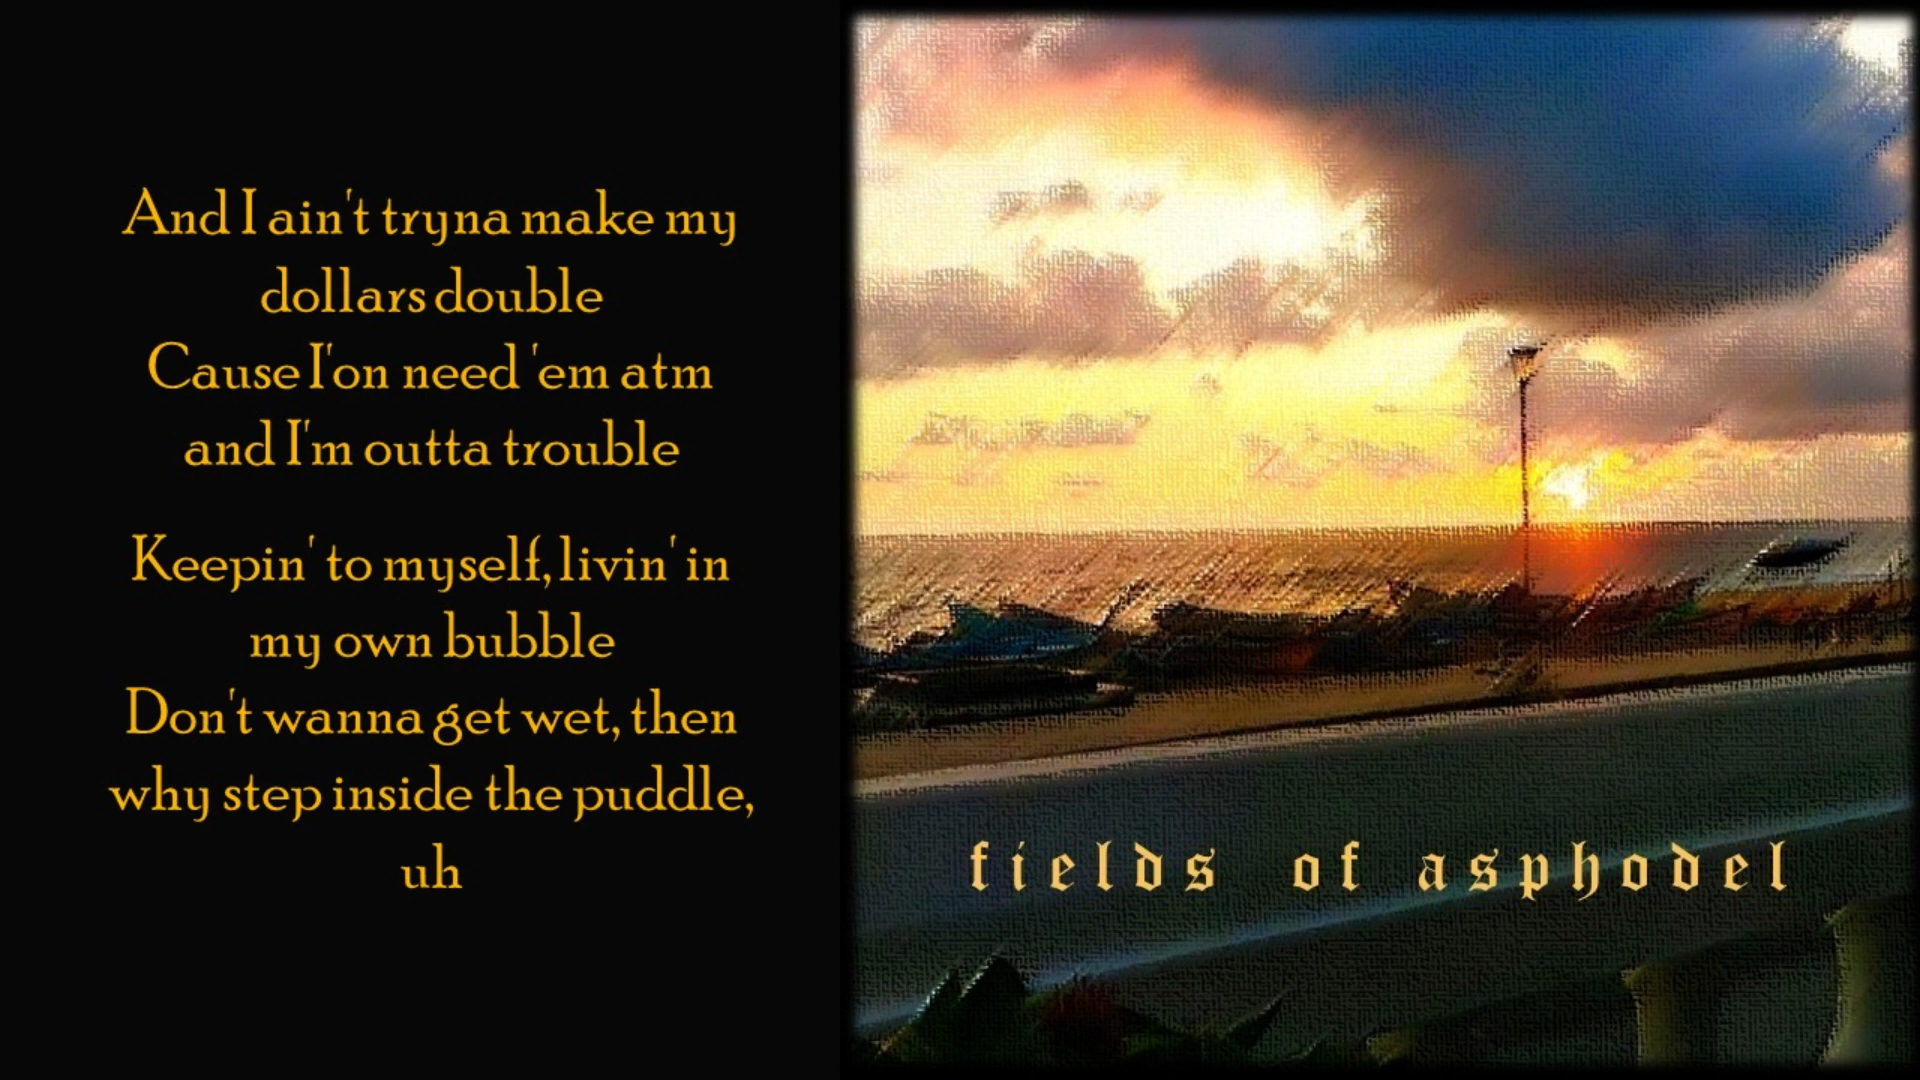 And I ain't tryna make my
dollars double
Cause I'on need 'em atm
and I'm outta trouble
Keepin' to myself, livin' in
my own bubble
Don't wanna get wet, then
why step inside the puddle,
uh
fields of asphodel